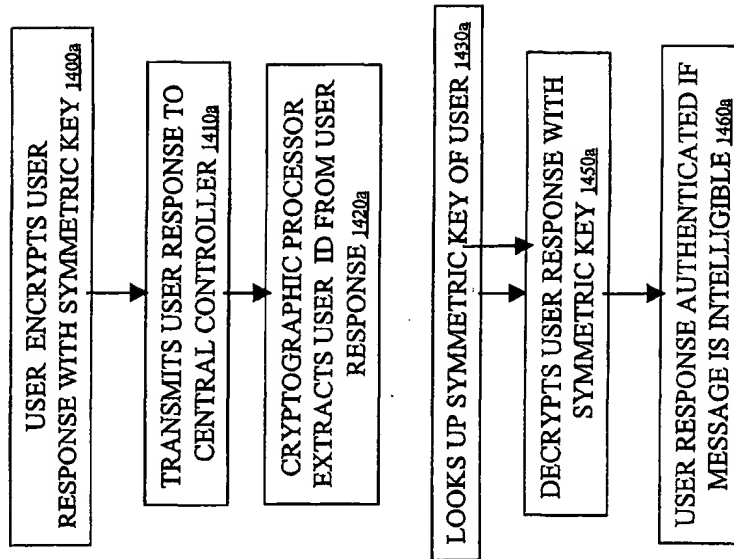 USER ENCRYPTS USER
RESPONSE WITH SYMMETRIC KEY 1400a
TRANSMITS USER RESPONSE TO
CENTRAL CONTROLLER 1410a
CRYPTOGRAPHIC PROCESSOR
EXTRACTS USER ID FROM USER
RESPONSE 1420a
LOOKS UP SYMMETRIC KEY OF USER 1430a
DECRYPTS USER RESPONSE WITH
SYMMETRIC KEY 1450a
USER RESPONSE AUTHENTICATED IF
MESSAGE IS INTELLIGIBLE 1460a